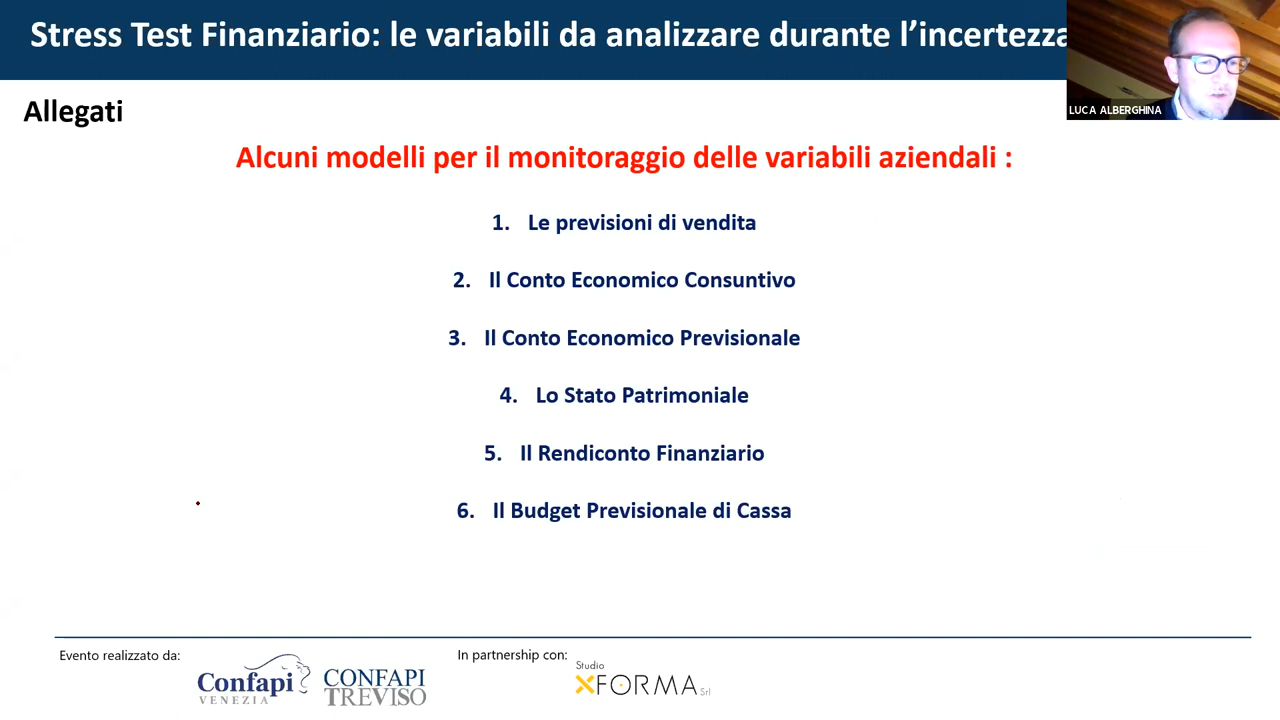 Stress Test Finanziario: le variabili da analizzare durante l'incertezza
LUCA ALBERGHINA
Allegati
Alcuni modelli per il monitoraggio delle variabili aziendali :
1. Le previsioni di vendita
2. Il Conto Economico Consuntivo
3. Il Conto Economico Previsionale
4. Lo Stato Patrimoniale
5. Il Rendiconto Finanziario
6. Il Budget Previsionale di Cassa
Evento realizzato da:
Confapi
VENEZIA
CONFAPI
TREVISO
In partnership con:
Studio
XFORMA Srl